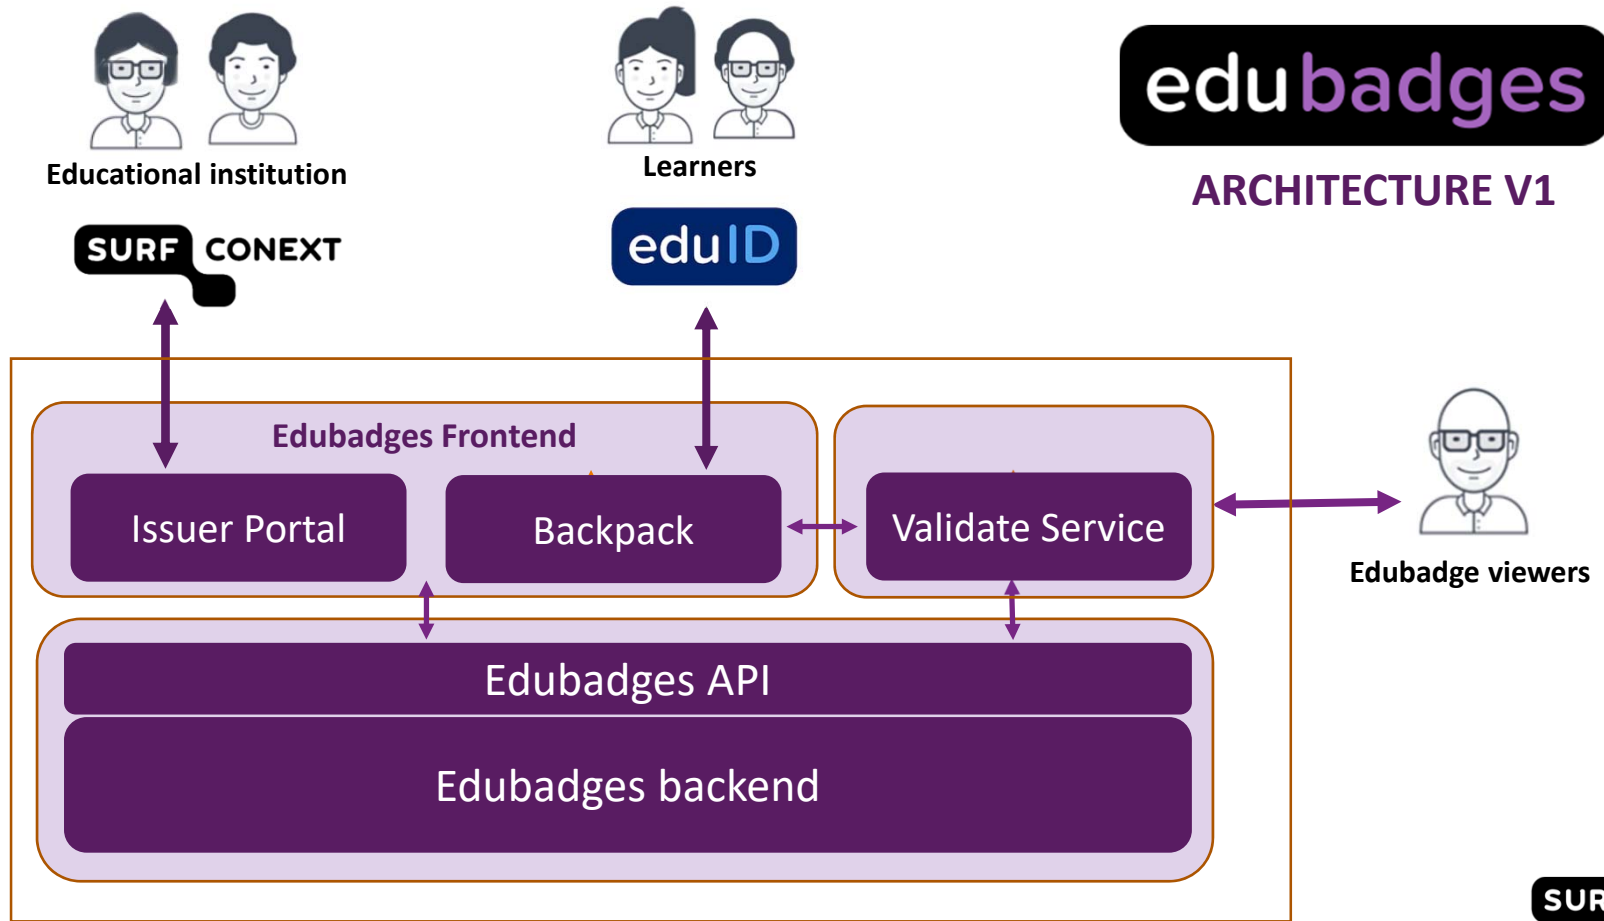 edubadges
ARCHITECTURE V1
Educational institution
Learners
SURF CONEXT
eduID
Edubadges Frontend
Issuer Portal
Backpack
Validate Service
Edubadge viewers
Edubadges API
Edubadges backend